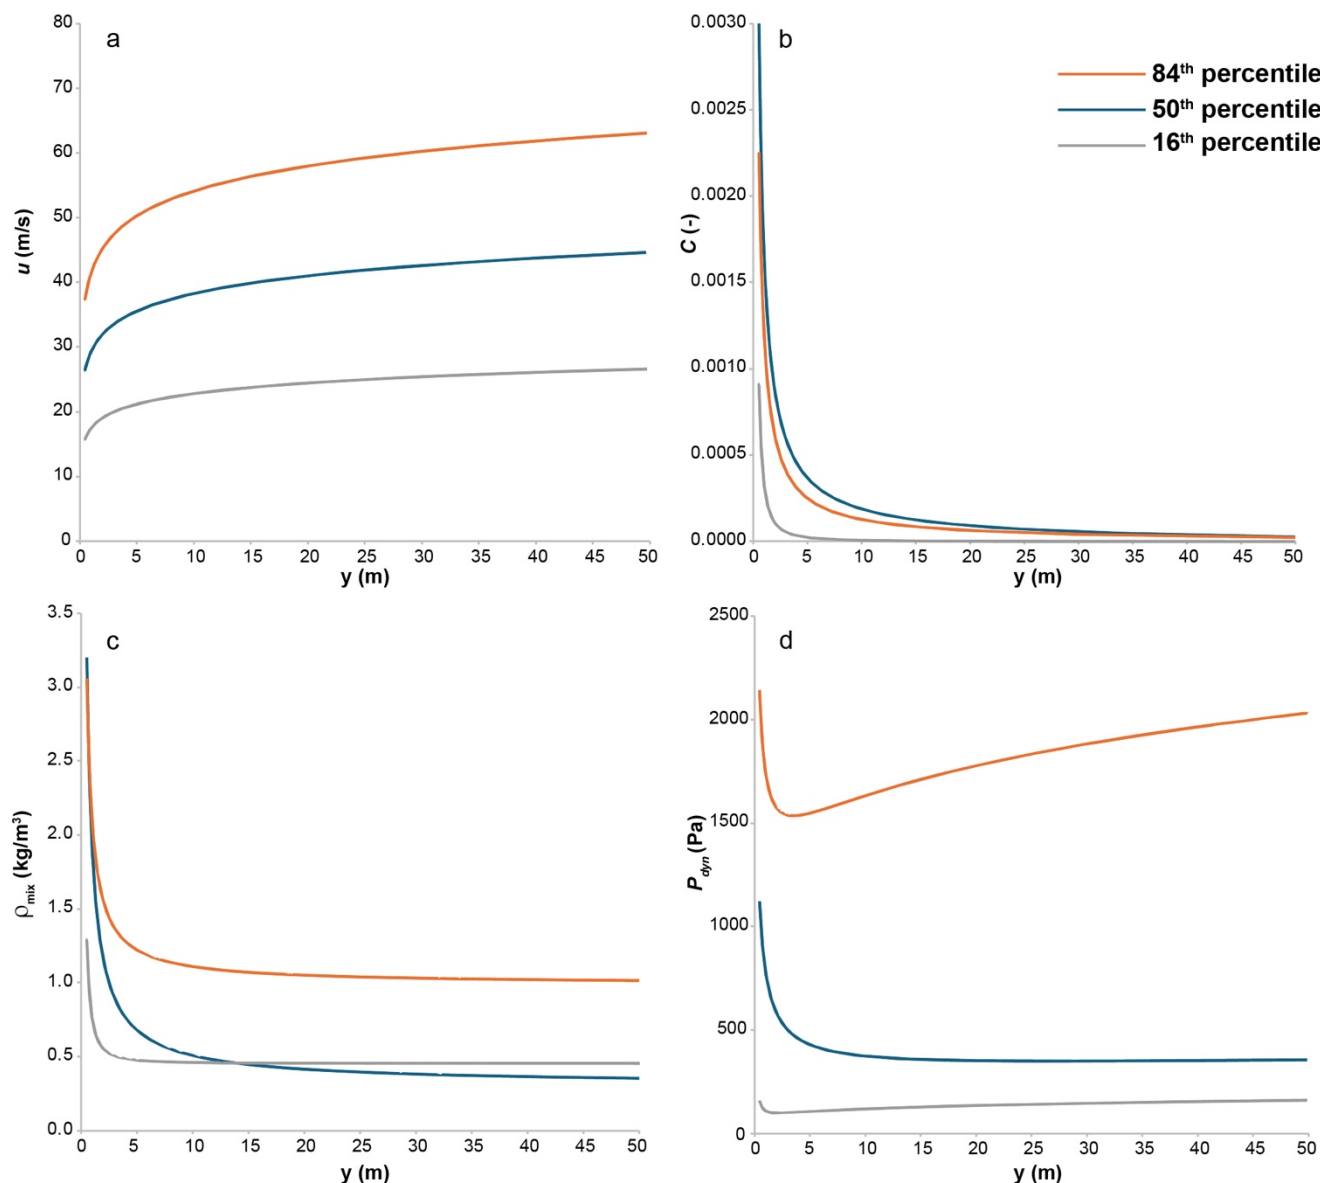 a
80
70
60
50
40
30
20
10
0
u (m/s)
0 5 10 15 20 25 30 35 40 45 50
y (m)
b
0.0030
0.0025
0.0020
0.0015
0.0010
0.0005
0.0000
C (-)
0 5 10 15 20 25 30 35 40 45 50
y (m)
84th percentile
50th percentile
16th percentile
c
3.5
3.0
2.5
2.0
1.5
1.0
0.5
0.0
ρmix (kg/m³)
0 5 10 15 20 25 30 35 40 45 50
y (m)
d
2500
2000
1500
1000
500
0
Pdyn (Pa)
0 5 10 15 20 25 30 35 40 45 50
y (m)